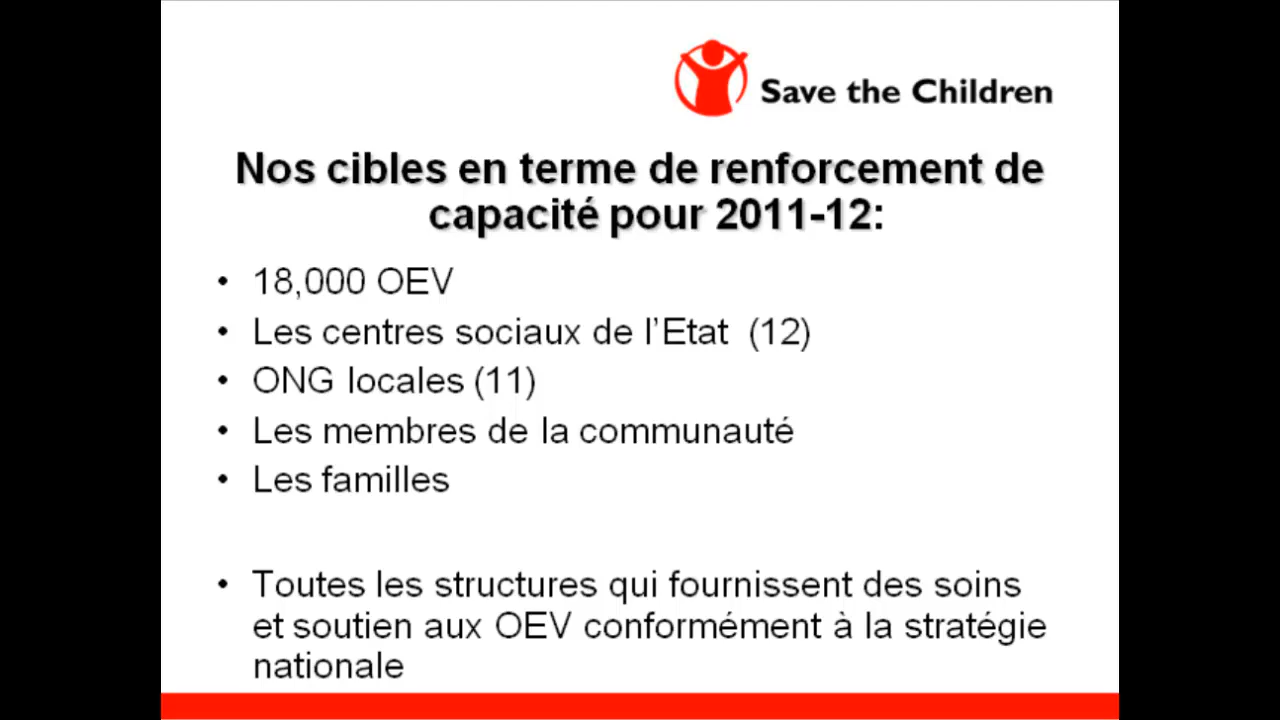 Save the Children
Nos cibles en terme de renforcement de
capacité pour 2011-12:
• 18,000 OEV
• Les centres sociaux de l’Etat (12)
• ONG locales (11)
• Les membres de la communauté
• Les familles
• Toutes les structures qui fournissent des soins
et soutien aux OEV conformément à la stratégie
nationale